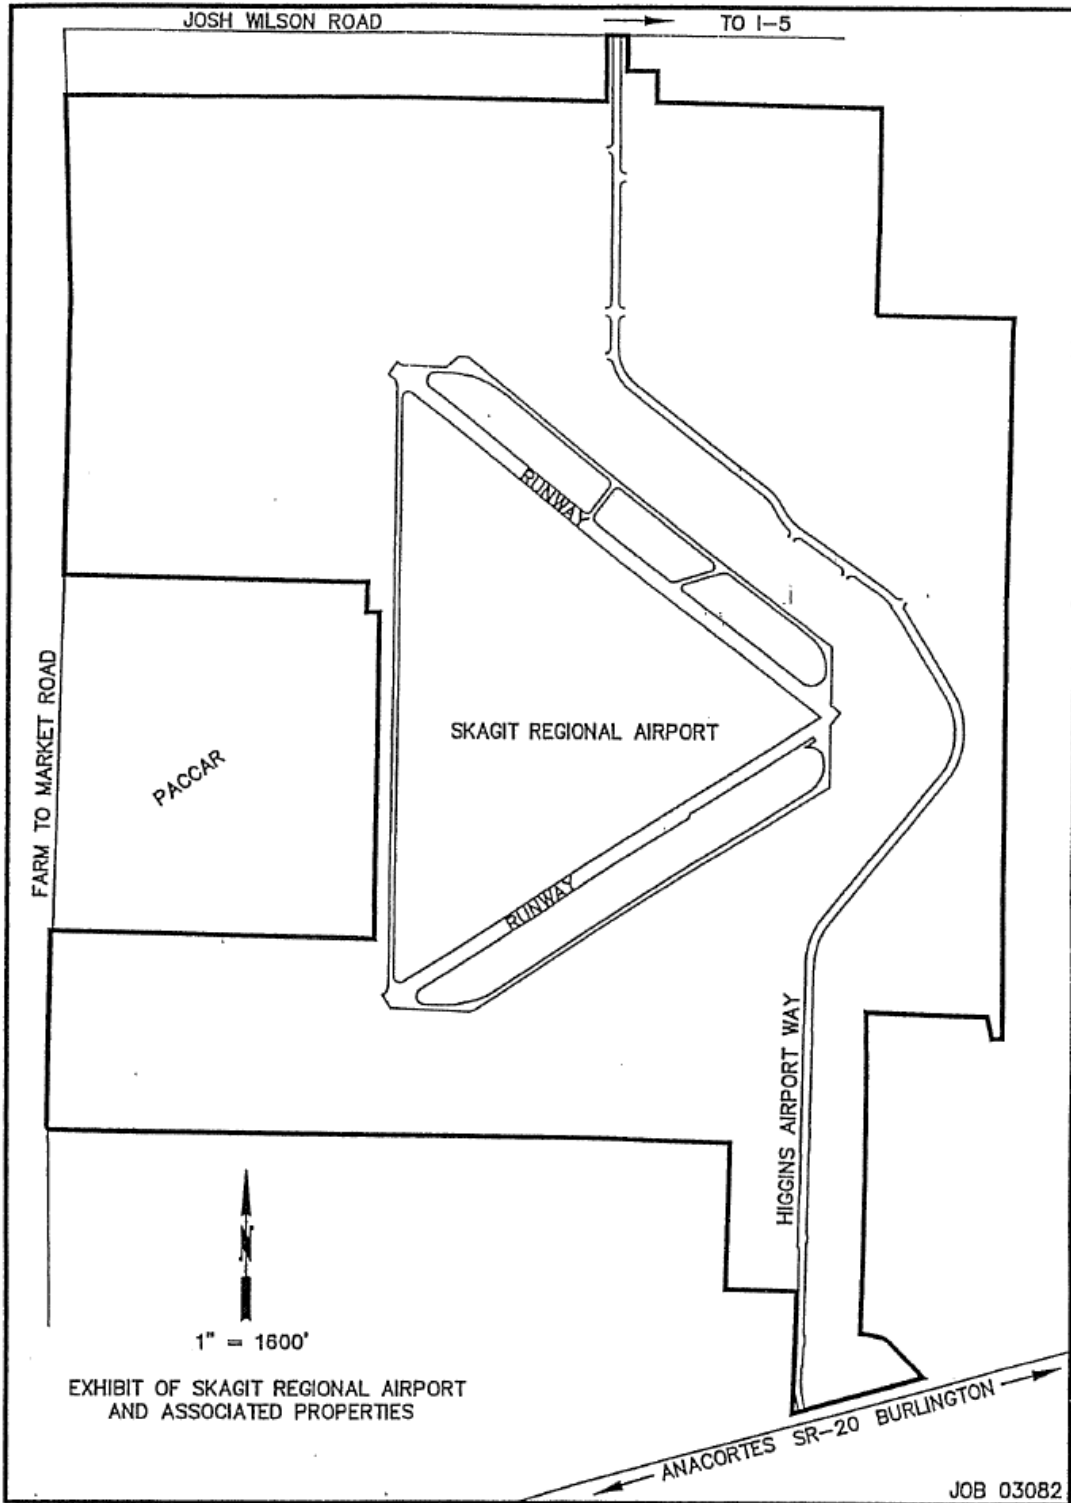 JOSH WILSON ROAD
TO I-5
RUNWAY
SKAGIT REGIONAL AIRPORT
FARM TO MARKET ROAD
PACCAR
RUNWAY
HIGGINS AIRPORT WAY
N
1" = 1600'
EXHIBIT OF SKAGIT REGIONAL AIRPORT
AND ASSOCIATED PROPERTIES
ANACORTES SR-20 BURLINGTON
JOB 03082